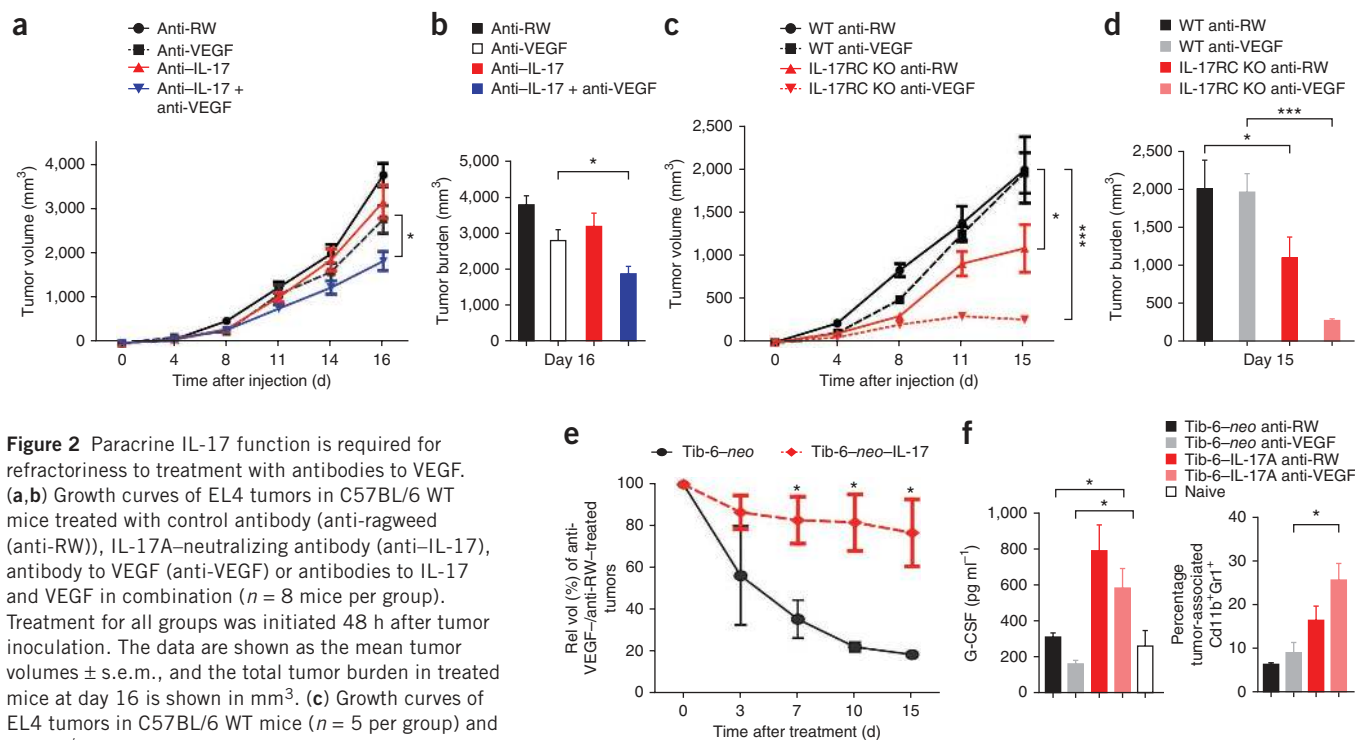 a
Anti-RW
Anti-VEGF
Anti–IL-17
Anti–IL-17 +
anti-VEGF
Tumor volume (mm³)
4,000
3,000
2,000
1,000
0
0 4 8 11 14 16
Time after injection (d)
*
b
Anti-RW
Anti-VEGF
Anti–IL-17
Anti–IL-17 + anti-VEGF
Tumor burden (mm³)
5,000
4,000
3,000
2,000
1,000
0
*
Day 16
c
WT anti-RW
WT anti-VEGF
IL-17RC KO anti-RW
IL-17RC KO anti-VEGF
Tumor volume (mm³)
2,500
2,000
1,500
1,000
500
0
0 4 8 11 15
Time after injection (d)
*
***
d
WT anti-RW
WT anti-VEGF
IL-17RC KO anti-RW
IL-17RC KO anti-VEGF
Tumor burden (mm³)
2,500
2,000
1,500
1,000
500
0
***
*
Day 15
Figure 2 Paracrine IL-17 function is required for
refractoriness to treatment with antibodies to VEGF.
(a,b) Growth curves of EL4 tumors in C57BL/6 WT
mice treated with control antibody (anti-ragweed
(anti-RW)), IL-17A–neutralizing antibody (anti–IL-17),
antibody to VEGF (anti-VEGF) or antibodies to IL-17
and VEGF in combination (n = 8 mice per group).
Treatment for all groups was initiated 48 h after tumor
inoculation. The data are shown as the mean tumor
volumes ± s.e.m., and the total tumor burden in treated
mice at day 16 is shown in mm³. (c) Growth curves of
EL4 tumors in C57BL/6 WT mice (n = 5 per group) and
e
Tib-6–neo Tib-6–neo–IL-17
Rel vol (%) of anti-
VEGF–/anti-RW–treated
tumors
100
80
60
40
20
0
* * *
0 3 7 10 15
Time after treatment (d)
f
Tib-6–neo anti-RW
Tib-6–neo anti-VEGF
Tib-6–IL-17A anti-RW
Tib-6–IL-17A anti-VEGF
Naive
G-CSF (pg ml⁻¹)
1,000
800
600
400
200
0
*
*
Percentage
tumor-associated
Cd11b⁺Gr1⁺
40
30
20
10
0
*